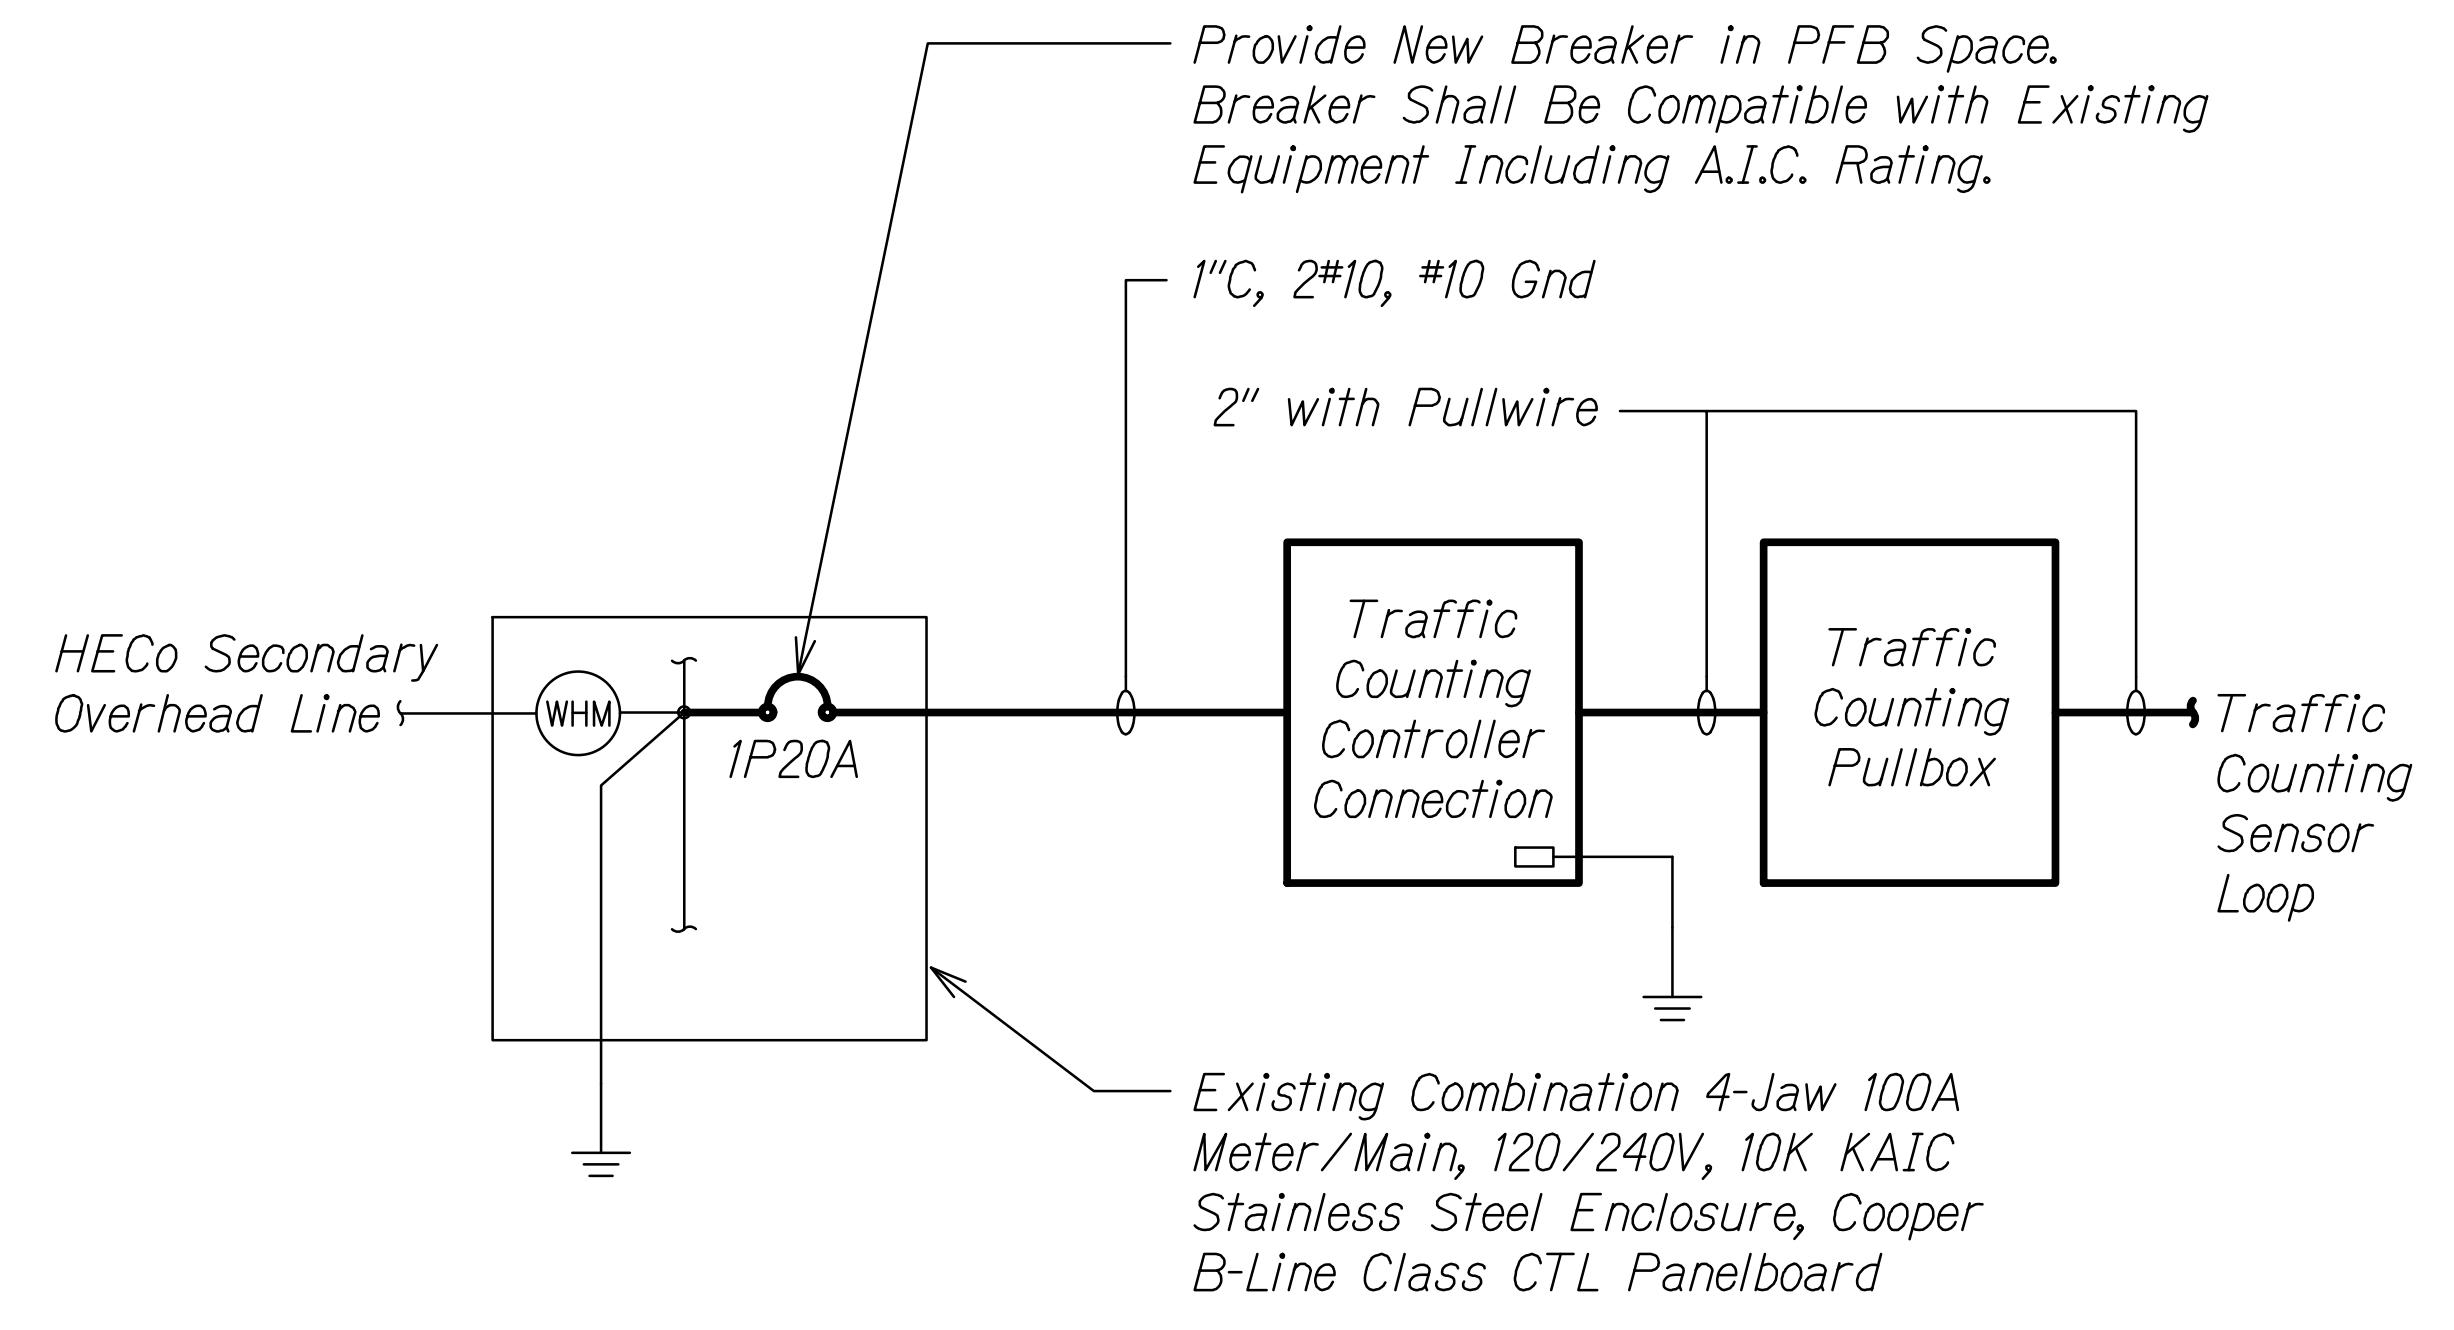 Provide New Breaker in PFB Space.
Breaker Shall Be Compatible with Existing
Equipment Including A.I.C. Rating.
1"C, 2#10, #10 Gnd
2" with Pullwire
HECo Secondary
Overhead Line
WHM
1P20A
Traffic
Counting
Controller
Connection
Traffic
Counting
Pullbox
Traffic
Counting
Sensor
Loop
Existing Combination 4-Jaw 100A
Meter/Main, 120/240V, 10K KAIC
Stainless Steel Enclosure, Cooper
B-Line Class CTL Panelboard